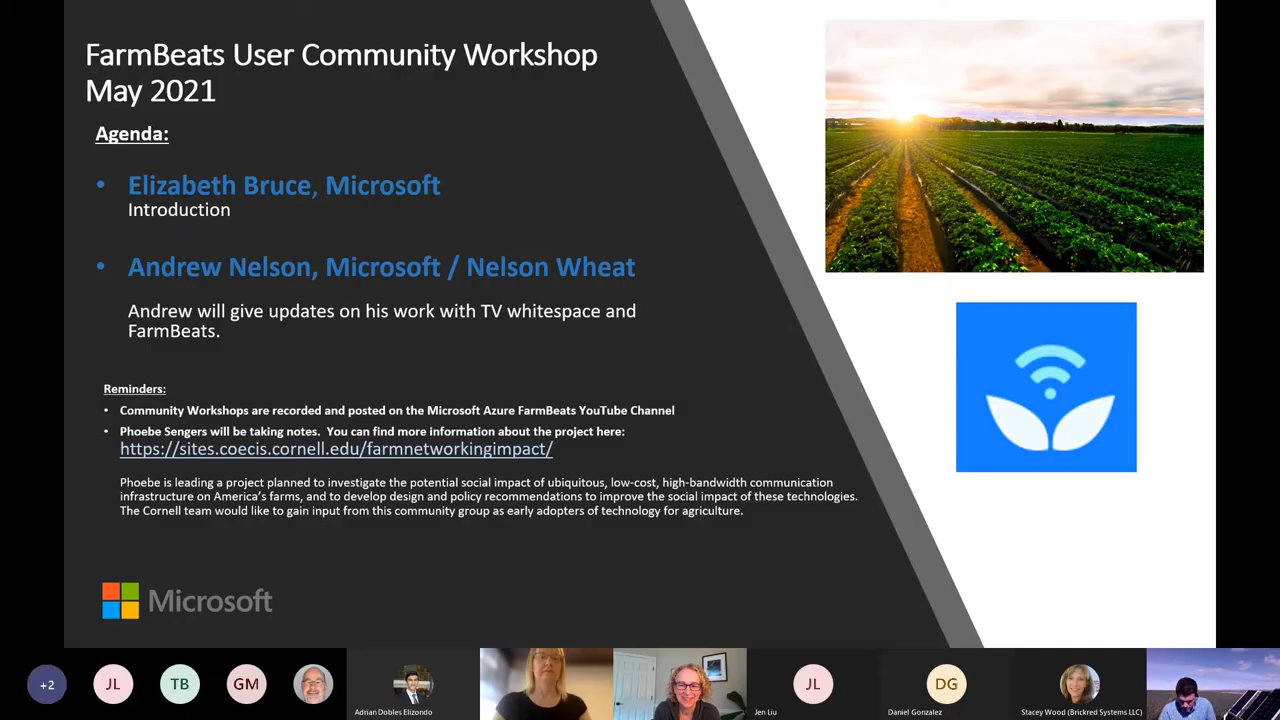 FarmBeats User Community Workshop
May 2021
Agenda:
• Elizabeth Bruce, Microsoft
Introduction
• Andrew Nelson, Microsoft / Nelson Wheat
Andrew will give updates on his work with TV whitespace and
FarmBeats.
Reminders:
• Community Workshops are recorded and posted on the Microsoft Azure FarmBeats YouTube Channel
• Phoebe Sengers will be taking notes. You can find more information about the project here:
https://sites.coecis.cornell.edu/farmnetworkingimpact/
Phoebe is leading a project planned to investigate the potential social impact of ubiquitous, low-cost, high-bandwidth communication
infrastructure on America's farms, and to develop design and policy recommendations to improve the social impact of these technologies.
The Cornell team would like to gain input from this community group as early adopters of technology for agriculture.
Microsoft
+2
JL
TB
GM
Adrian Dobles Elizondo
JL
Jen Liu
DG
Daniel Gonzalez
Stacey Wood (Brickred Systems LLC)